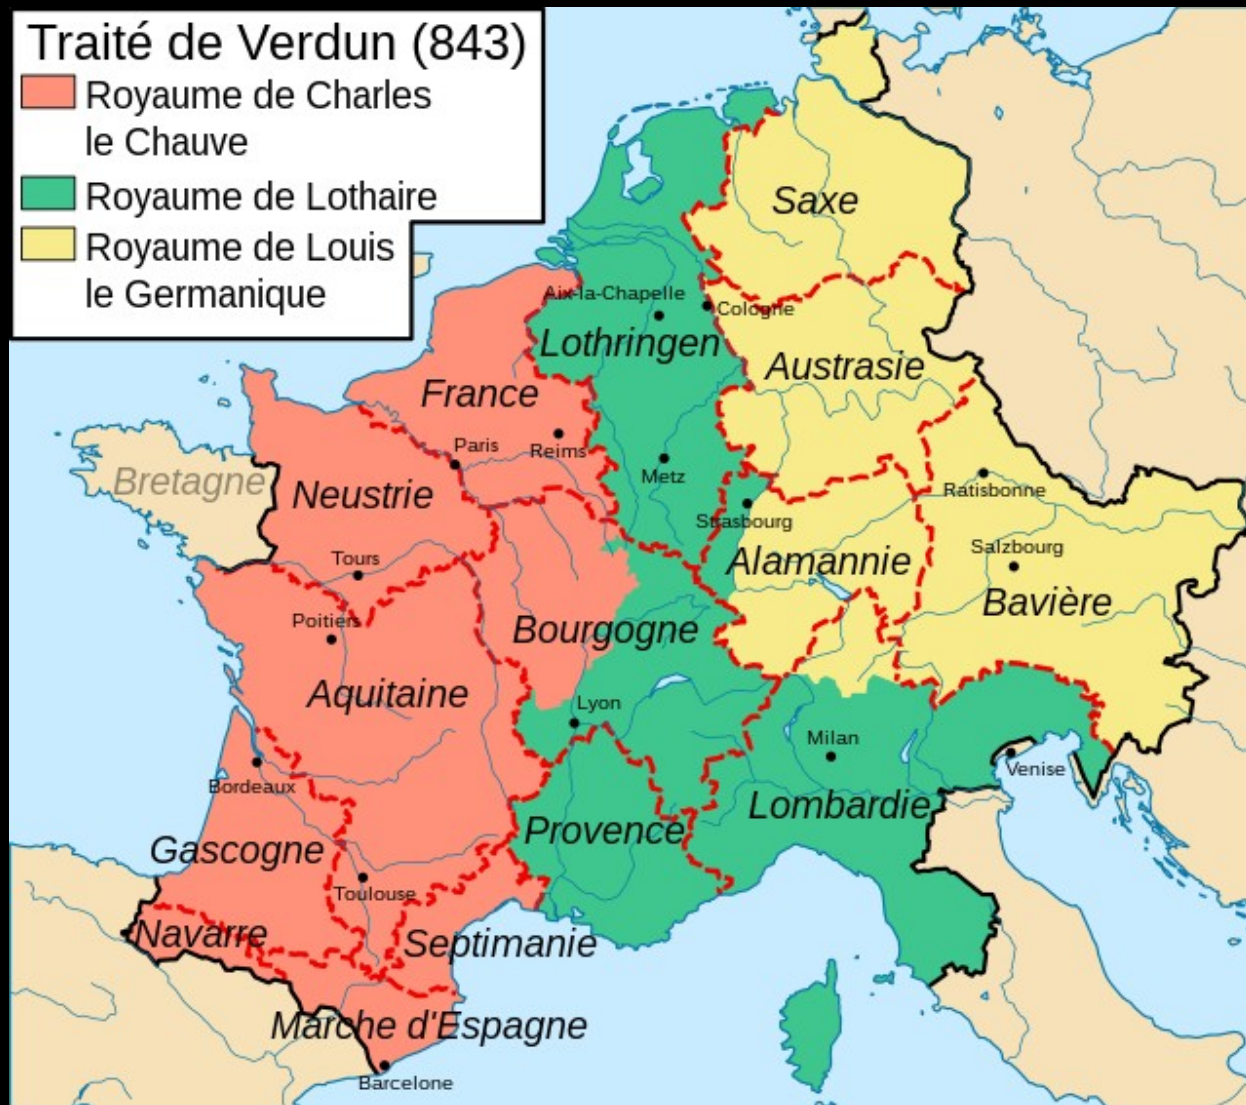 Traité de Verdun (843)
Royaume de Charles
le Chauve
Royaume de Lothaire
Royaume de Louis
le Germanique
Saxe
Aix-la-Chapelle
Cologne
Lothringen
Austrasie
France
Paris
Reims
Metz
Bretagne
Neustrie
Ratisbonne
Strasbourg
Tours
Alamannie
Salzbourg
Bavière
Poitiers
Bourgogne
Aquitaine
Lyon
Milan
Venise
Bordeaux
Lombardie
Provence
Gascogne
Toulouse
Navarre
Septimanie
Marche d'Espagne
Barcelone